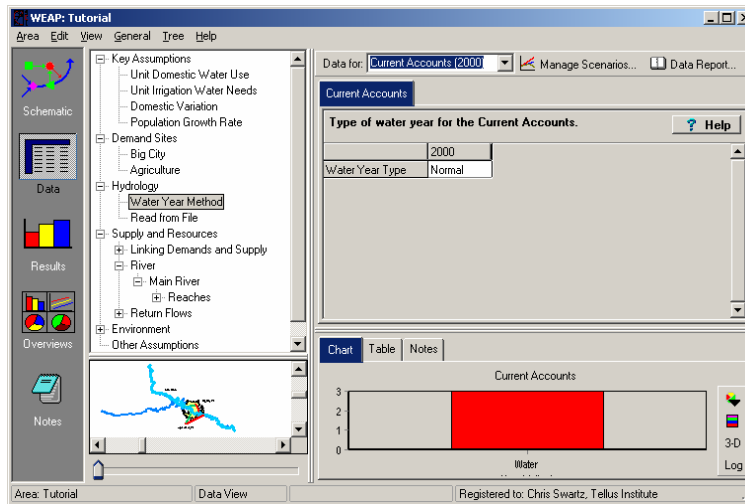 WEAP: Tutorial
Area Edit View General Tree Help
Schematic
Data
Results
Overviews
Notes
Key Assumptions
Unit Domestic Water Use
Unit Irrigation Water Needs
Domestic Variation
Population Growth Rate
Demand Sites
Big City
Agriculture
Hydrology
Water Year Method
Read from File
Supply and Resources
Linking Demands and Supply
River
Main River
Reaches
Return Flows
Environment
Other Assumptions
Data for: Current Accounts (2000) Manage Scenarios... Data Report...
Current Accounts
Type of water year for the Current Accounts. ? Help
2000
Water Year Type Normal
Chart Table Notes
Current Accounts
3
2
1
0
Water
3-D
Log
Area: Tutorial Data View Registered to: Chris Swartz, Tellus Institute